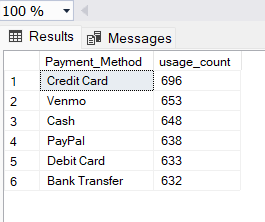 100 %
Results Messages
Payment_Method usage_count
1 Credit Card 696
2 Venmo 653
3 Cash 648
4 PayPal 638
5 Debit Card 633
6 Bank Transfer 632